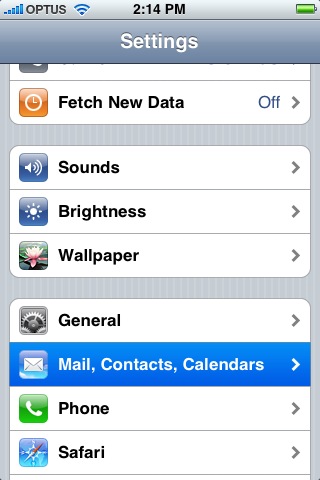 OPTUS 2:14 PM
Settings
Fetch New Data Off
Sounds
Brightness
Wallpaper
General
Mail, Contacts, Calendars
Phone
Safari